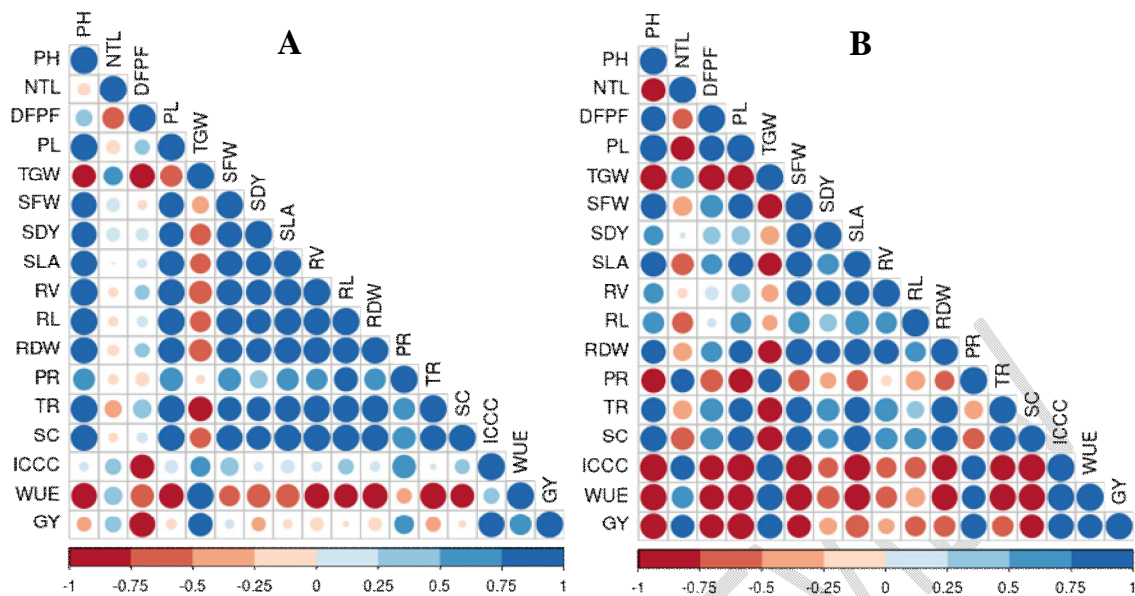 A
PH
NTL
DFPF
PL
TGW
SFW
SDY
SLA
RV
RL
RDW
PR
TR
SC
ICCC
WUE
GY
PH
NTL
DFPF
PL
TGW
SFW
SDY
SLA
RV
RL
RDW
PR
TR
SC
ICCC
WUE
GY
-1 -0.75 -0.5 -0.25 0 0.25 0.5 0.75 1
B
PH
NTL
DFPF
PL
TGW
SFW
SDY
SLA
RV
RL
RDW
PR
TR
SC
ICCC
WUE
GY
PH
NTL
DFPF
PL
TGW
SFW
SDY
SLA
RV
RL
RDW
PR
TR
SC
ICCC
WUE
GY
-1 -0.75 -0.5 -0.25 0 0.25 0.5 0.75 1